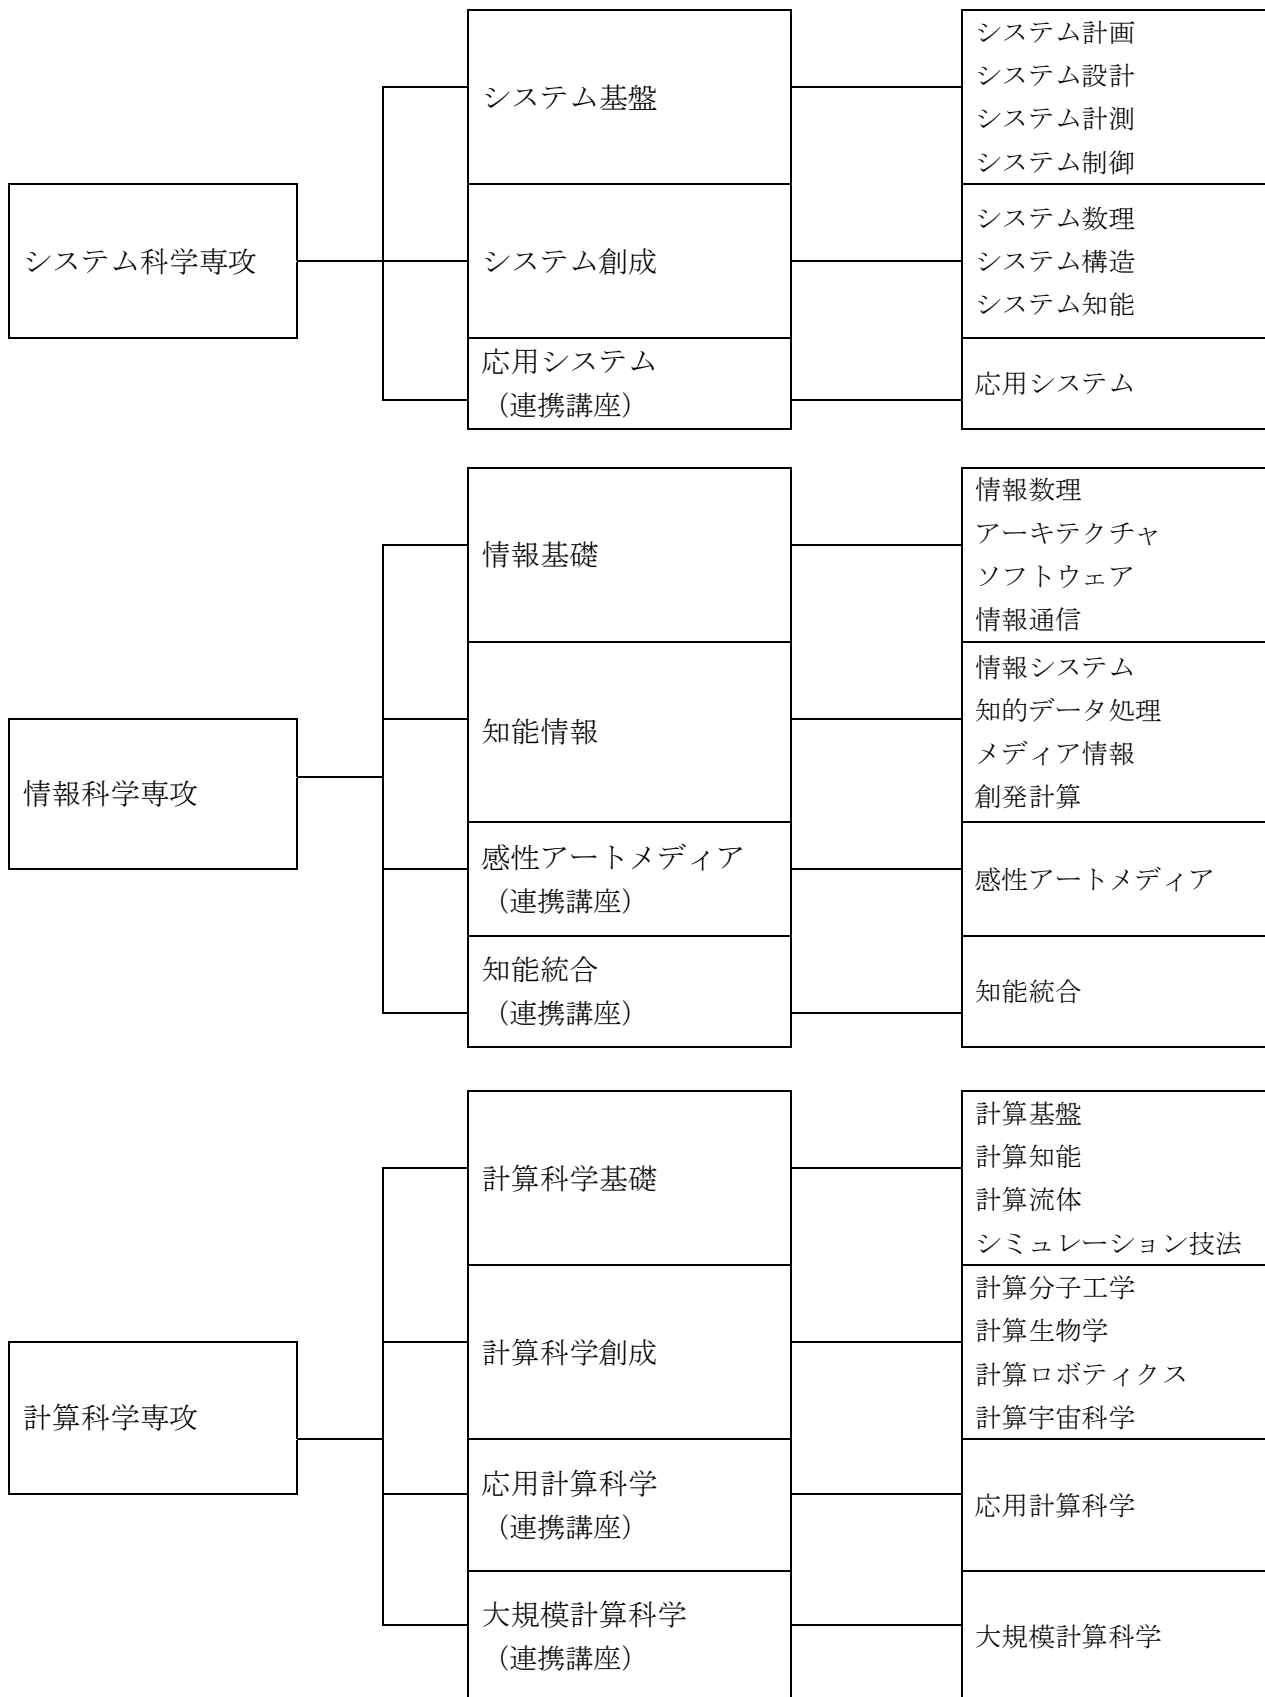 システム科学専攻
システム基盤
システム計画
システム設計
システム計測
システム制御
システム創成
システム数理
システム構造
システム知能
応用システム
（連携講座）
応用システム
情報科学専攻
情報基礎
情報数理
アーキテクチャ
ソフトウェア
情報通信
知能情報
情報システム
知的データ処理
メディア情報
創発計算
感性アートメディア
（連携講座）
感性アートメディア
知能統合
（連携講座）
知能統合
計算科学専攻
計算科学基礎
計算基盤
計算知能
計算流体
シミュレーション技法
計算科学創成
計算分子工学
計算生物学
計算ロボティクス
計算宇宙科学
応用計算科学
（連携講座）
応用計算科学
大規模計算科学
（連携講座）
大規模計算科学